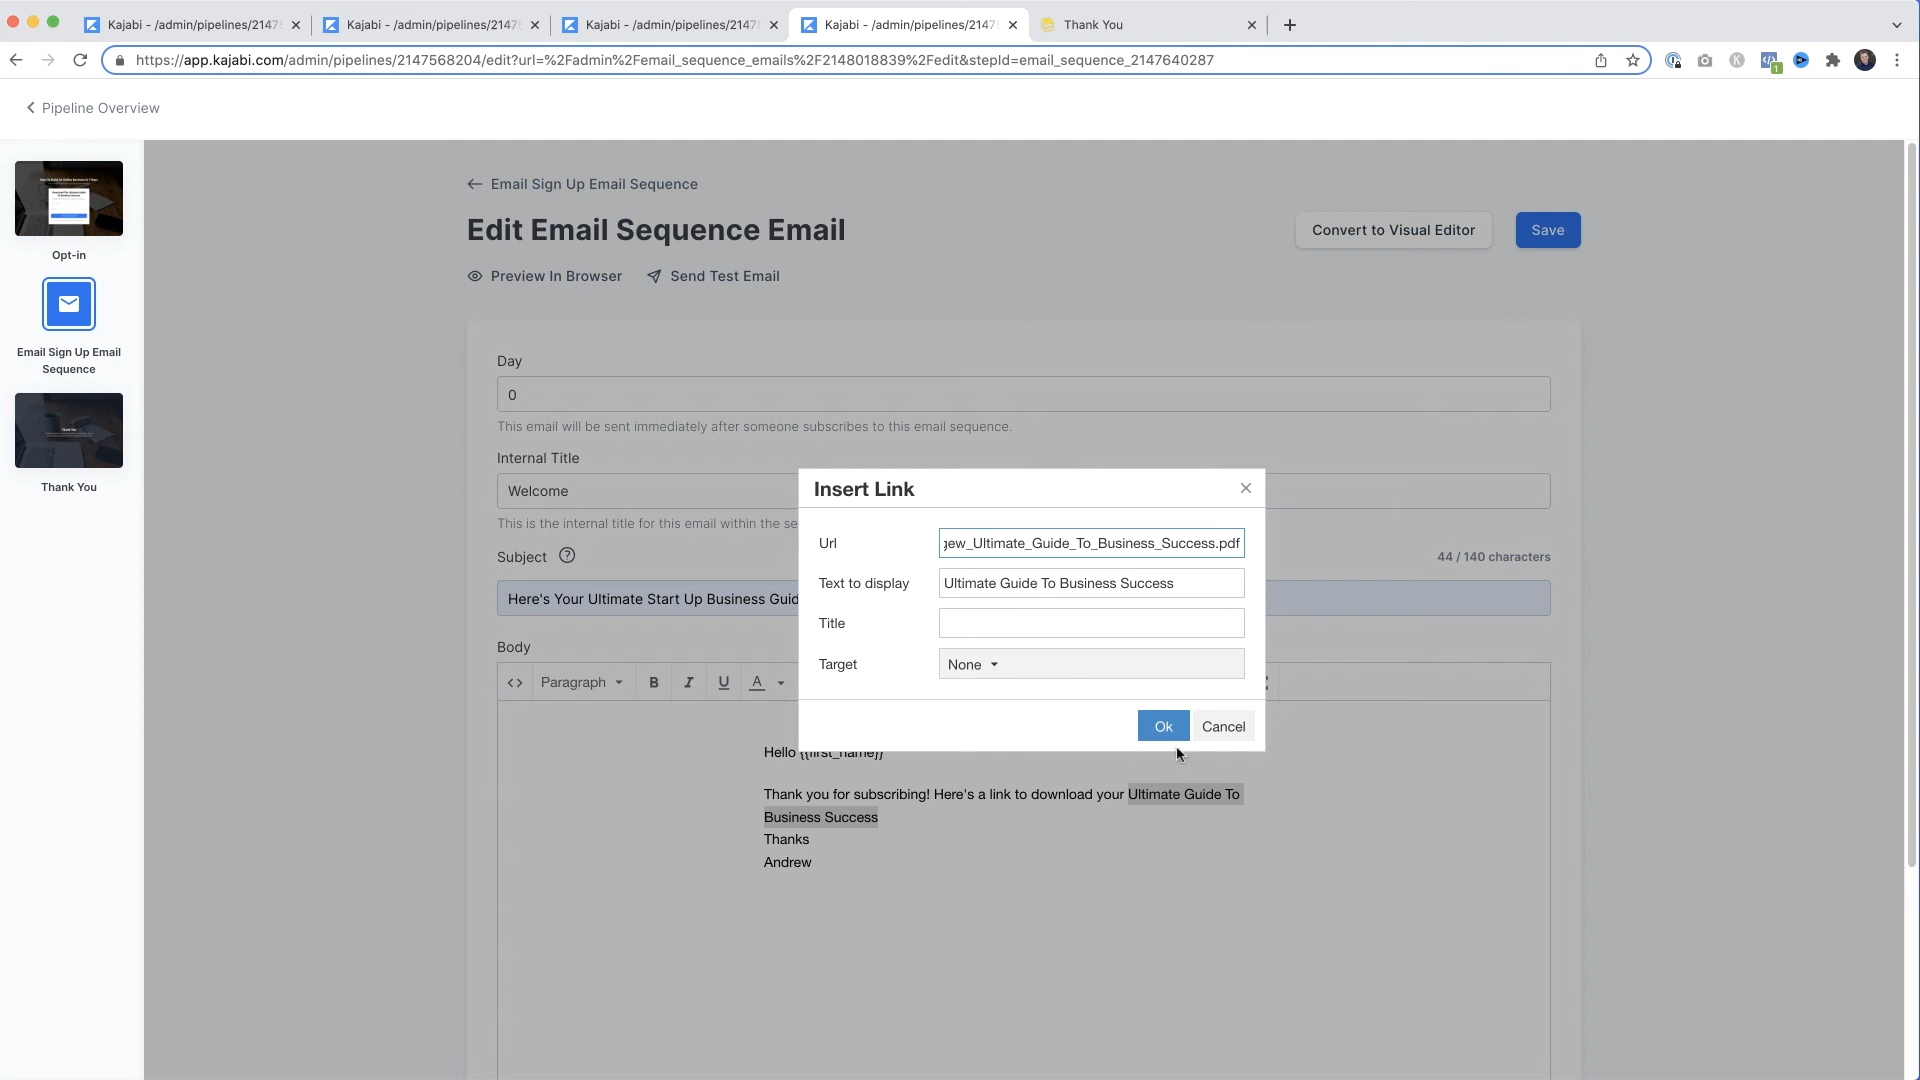 Kajabi - /admin/pipelines/2147
Kajabi - /admin/pipelines/2147
Kajabi - /admin/pipelines/2147
Kajabi - /admin/pipelines/2147
Thank You
https://app.kajabi.com/admin/pipelines/2147568204/edit?url=%2Fadmin%2Femail_sequence_emails%2F2148018839%2Fedit&stepId=email_sequence_2147640287
1
Pipeline Overview
Opt-in
Email Sign Up Email
Sequence
Thank You
Email Sign Up Email Sequence
Edit Email Sequence Email
Convert to Visual Editor
Save
Preview In Browser
Send Test Email
Day
0
This email will be sent immediately after someone subscribes to this email sequence.
Internal Title
Welcome
This is the internal title for this email within the se
Subject
44 / 140 characters
Here's Your Ultimate Start Up Business Guid
Body
Paragraph
B
I
U
A
Insert Link
Url
gew_Ultimate_Guide_To_Business_Success.pdf
Text to display
Ultimate Guide To Business Success
Title
Target
None
Ok
Cancel
Hello {{first_name}}
Thank you for subscribing! Here's a link to download your Ultimate Guide To
Business Success
Thanks
Andrew